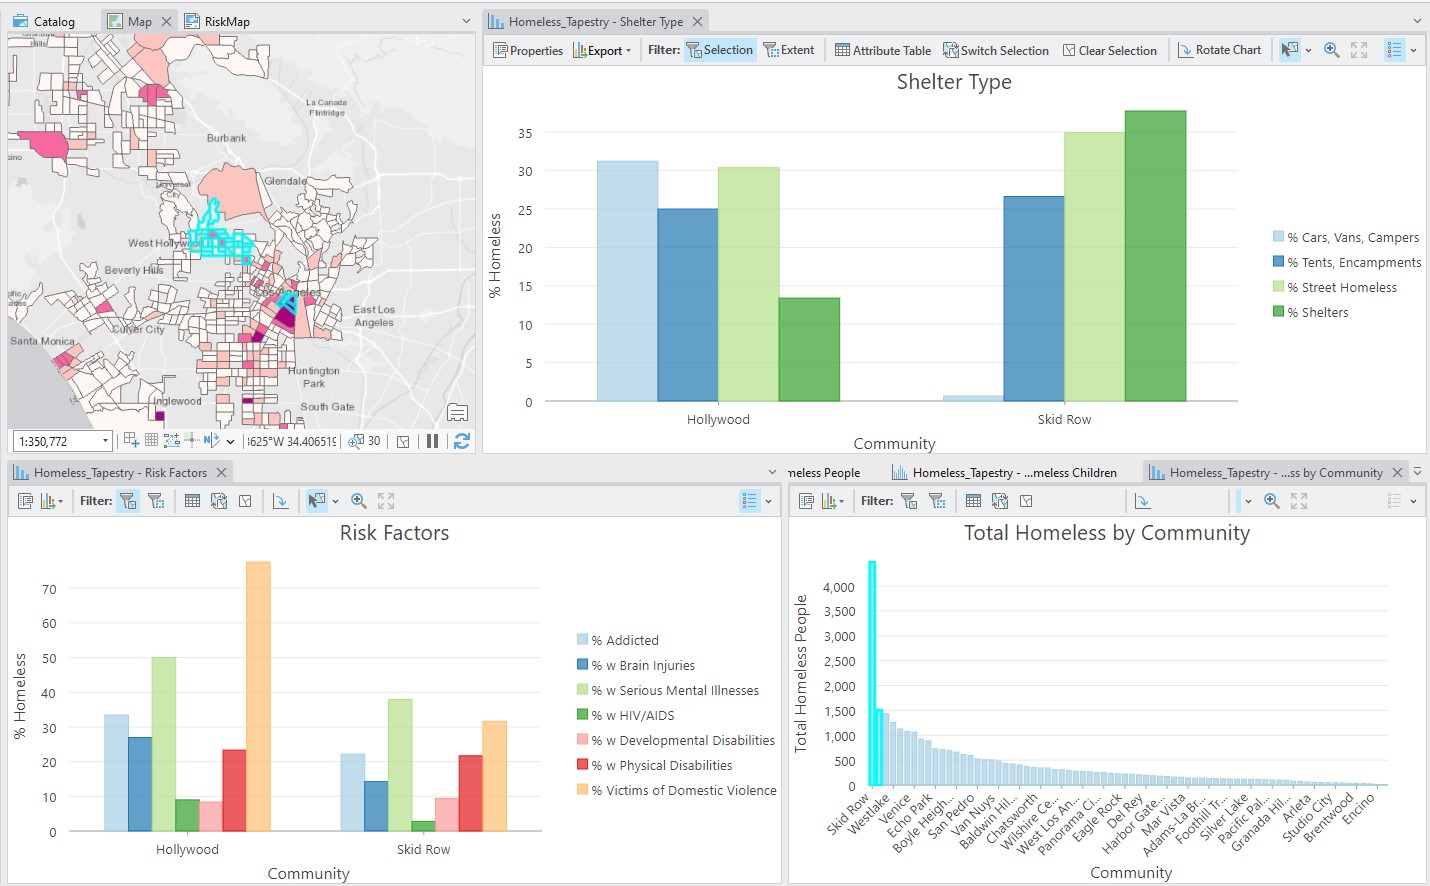 Catalog
Map
RiskMap
Hills
La Canada
Flintridge
Burbank
Universal
City
Glendale
West Hollywood
Beverly Hills
Los Angeles
East Los
Angeles
Culver City
Santa Monica
Huntington
Park
Inglewood
South Gate
1:350,772
3625°W 34.406519
30
Homeless_Tapestry - Shelter Type
Properties
Export
Filter:
Selection
Extent
Attribute Table
Switch Selection
Clear Selection
Rotate Chart
Shelter Type
% Homeless
35
30
25
20
15
10
5
0
Hollywood
Skid Row
Community
% Cars, Vans, Campers
% Tents, Encampments
% Street Homeless
% Shelters
Homeless_Tapestry - Risk Factors
Filter:
Risk Factors
% Homeless
70
60
50
40
30
20
10
0
Hollywood
Skid Row
Community
% Addicted
% w Brain Injuries
% w Serious Mental Illnesses
% w HIV/AIDS
% w Developmental Disabilities
% w Physical Disabilities
% Victims of Domestic Violence
meless People
Homeless_Tapestry - ...meless Children
Homeless_Tapestry - ...ss by Community
Filter:
Total Homeless by Community
Total Homeless People
4,000
3,500
3,000
2,500
2,000
1,500
1,000
500
0
Skid Row
Westlake
Venice
Echo Park
Boyle Heigh...
San Pedro
Van Nuys
Baldwin Hil...
Chatsworth
Wilshire Ce...
West Los An...
Panorama Ci...
Eagle Rock
Del Rey
Harbor Gate...
Mar Vista
Adams-La Br...
Foothill Tr...
Silver Lake
Pacific Pal...
Granada Hil...
Arleta
Studio City
Brentwood
Encino
Community